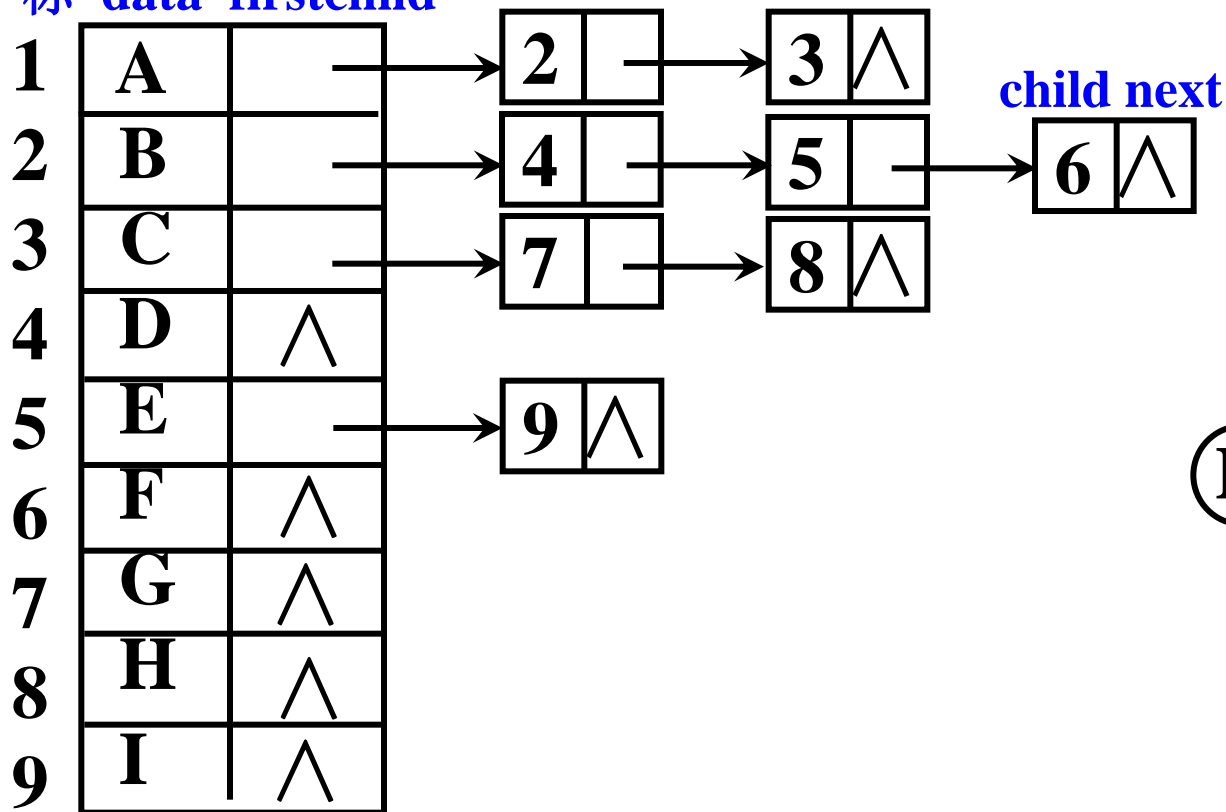 标 data firstchild
1 A 2 3 ∧
child next
2 B 4 5 6 ∧
3 C 7 8 ∧
4 D ∧
5 E 9 ∧
6 F ∧
7 G ∧
8 H ∧
9 I ∧